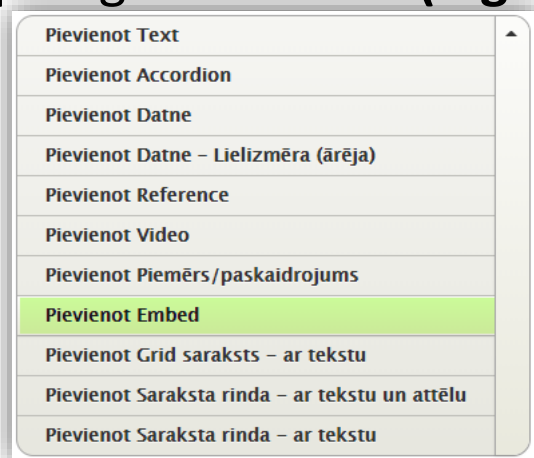 Pievienot Text
Pievienot Accordion
Pievienot Datne
Pievienot Datne – Lielizmēra (ārēja)
Pievienot Reference
Pievienot Video
Pievienot Piemērs/paskaidrojums
Pievienot Embed
Pievienot Grid saraksts – ar tekstu
Pievienot Saraksta rinda – ar tekstu un attēlu
Pievienot Saraksta rinda – ar tekstu